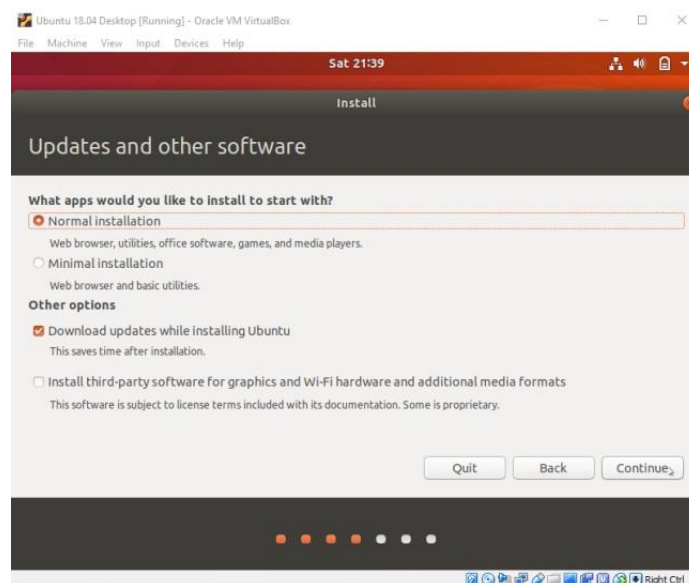 Ubuntu 18.04 Desktop [Running] - Oracle VM VirtualBox
File Machine View Input Devices Help
Sat 21:39
Install
Updates and other software
What apps would you like to install to start with?
Normal installation
Web browser, utilities, office software, games, and media players.
Minimal installation
Web browser and basic utilities.
Other options
Download updates while installing Ubuntu
This saves time after installation.
Install third-party software for graphics and Wi-Fi hardware and additional media formats
This software is subject to license terms included with its documentation. Some is proprietary.
Quit Back Continue
Right Ctrl